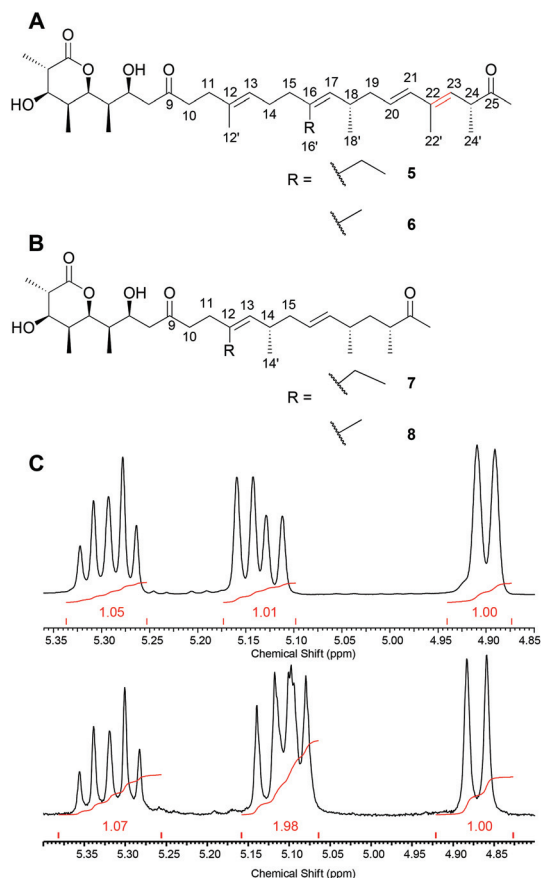 A
O
O
OH
O
O
HO
9
10
11
12
12'
13
14
15
16
R
16'
17
18
18'
19
20
21
22
22'
23
24
24'
25
R =
5
6
B
O
O
OH
O
O
HO
9
10
11
12
R
13
14
14'
15
R =
7
8
C
1.05
1.01
1.00
5.35 5.30 5.25 5.20 5.15 5.10 5.05 5.00 4.95 4.90 4.85
Chemical Shift (ppm)
1.07
1.98
1.00
5.35 5.30 5.25 5.20 5.15 5.10 5.05 5.00 4.95 4.90 4.85
Chemical Shift (ppm)